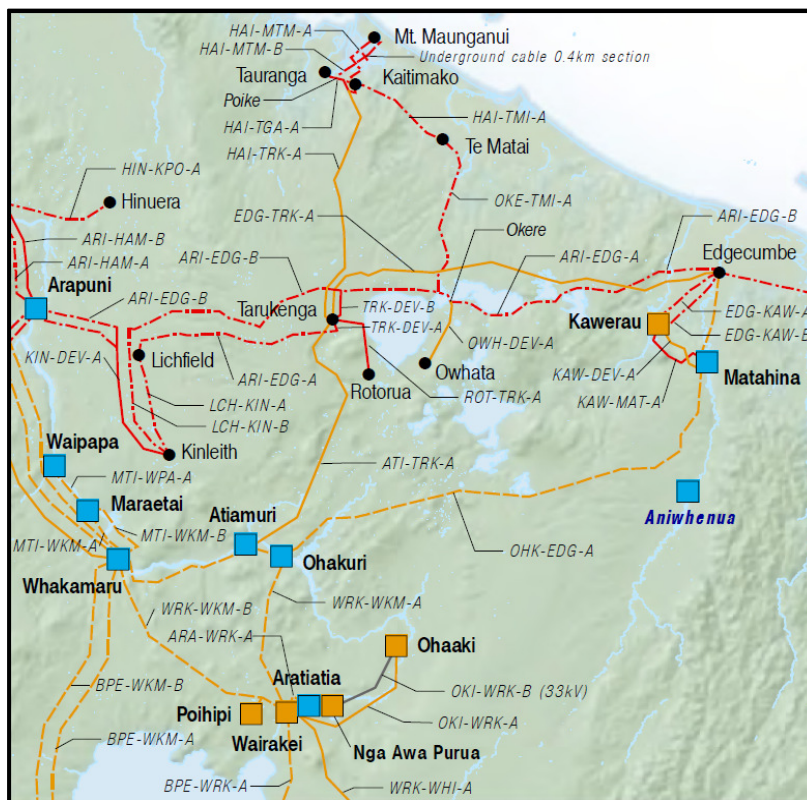 HAI-MTM-A
Mt. Maunganui
HAI-MTM-B
Underground cable 0.4km section
Tauranga
Kaitimako
Poike
HAI-TMI-A
HAI-TGA-A
Te Matai
HAI-TRK-A
HIN-KPO-A
Hinuera
OKE-TMI-A
EDG-TRK-A
ARI-EDG-B
Okere
ARI-HAM-B
ARI-HAM-A
ARI-EDG-B
ARI-EDG-A
Edgecumbe
Arapuni
ARI-EDG-B
Tarukenga
TRK-DEV-B
TRK-DEV-A
EDG-KAW-A
Kawerau
EDG-KAW-B
KIN-DEV-A
Lichfield
OWH-DEV-A
KAW-DEV-A
Matahina
ARI-EDG-A
Rotorua
Owhata
ROT-TRK-A
KAW-MAT-A
LCH-KIN-A
LCH-KIN-B
Kinleith
Waipapa
ATI-TRK-A
MTI-WPA-A
Maraetai
Atiamuri
Aniwhenua
MTI-WKM-B
MTI-WKM-A
Ohakuri
OHK-EDG-A
Whakamaru
WRK-WKM-B
WRK-WKM-A
ARA-WRK-A
Ohaaki
Aratiatia
BPE-WKM-B
OKI-WRK-B (33kV)
Poihipi
OKI-WRK-A
Wairakei
BPE-WKM-A
Nga Awa Purua
BPE-WRK-A
WRK-WHI-A